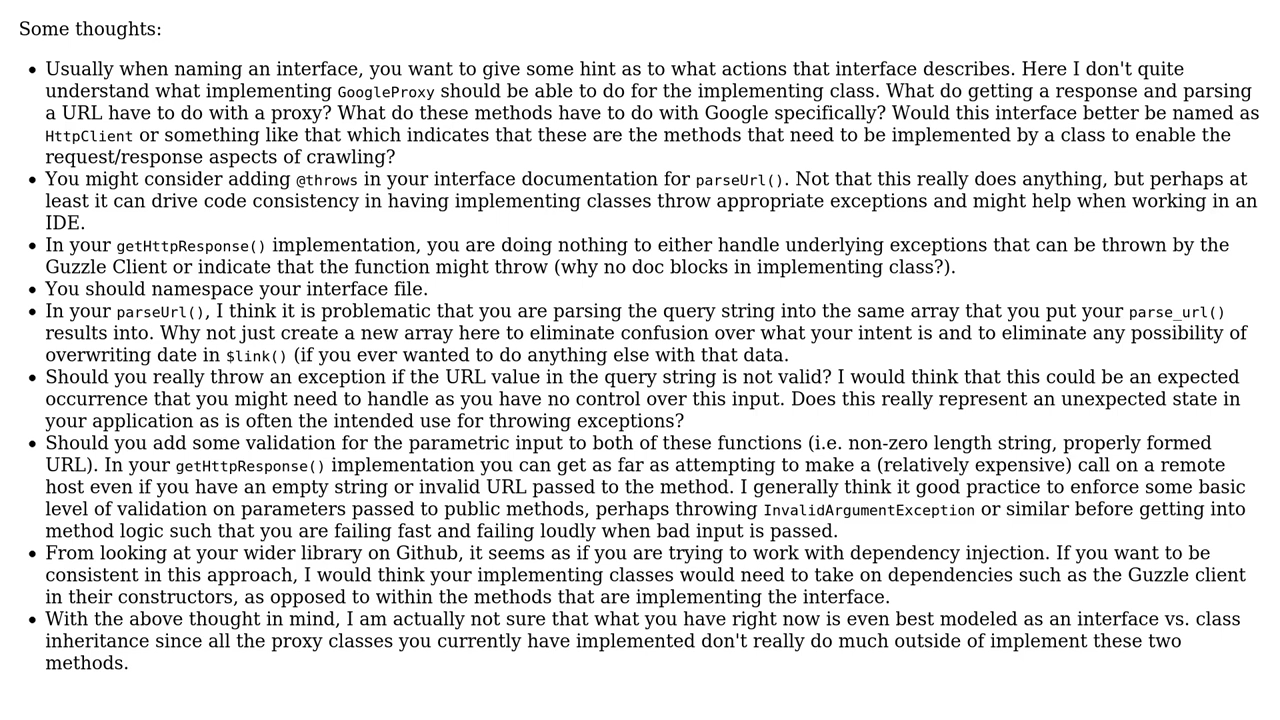 Some thoughts:
• Usually when naming an interface, you want to give some hint as to what actions that interface describes. Here I don't quite
understand what implementing GoogleProxy should be able to do for the implementing class. What do getting a response and parsing
a URL have to do with a proxy? What do these methods have to do with Google specifically? Would this interface better be named as
HttpClient or something like that which indicates that these are the methods that need to be implemented by a class to enable the
request/response aspects of crawling?
• You might consider adding @throws in your interface documentation for parseUrl(). Not that this really does anything, but perhaps at
least it can drive code consistency in having implementing classes throw appropriate exceptions and might help when working in an
IDE.
• In your getHttpResponse() implementation, you are doing nothing to either handle underlying exceptions that can be thrown by the
Guzzle Client or indicate that the function might throw (why no doc blocks in implementing class?).
• You should namespace your interface file.
• In your parseUrl(), I think it is problematic that you are parsing the query string into the same array that you put your parse_url()
results into. Why not just create a new array here to eliminate confusion over what your intent is and to eliminate any possibility of
overwriting date in $link() (if you ever wanted to do anything else with that data.
• Should you really throw an exception if the URL value in the query string is not valid? I would think that this could be an expected
occurrence that you might need to handle as you have no control over this input. Does this really represent an unexpected state in
your application as is often the intended use for throwing exceptions?
• Should you add some validation for the parametric input to both of these functions (i.e. non-zero length string, properly formed
URL). In your getHttpResponse() implementation you can get as far as attempting to make a (relatively expensive) call on a remote
host even if you have an empty string or invalid URL passed to the method. I generally think it good practice to enforce some basic
level of validation on parameters passed to public methods, perhaps throwing InvalidArgumentException or similar before getting into
method logic such that you are failing fast and failing loudly when bad input is passed.
• From looking at your wider library on Github, it seems as if you are trying to work with dependency injection. If you want to be
consistent in this approach, I would think your implementing classes would need to take on dependencies such as the Guzzle client
in their constructors, as opposed to within the methods that are implementing the interface.
• With the above thought in mind, I am actually not sure that what you have right now is even best modeled as an interface vs. class
inheritance since all the proxy classes you currently have implemented don't really do much outside of implement these two
methods.